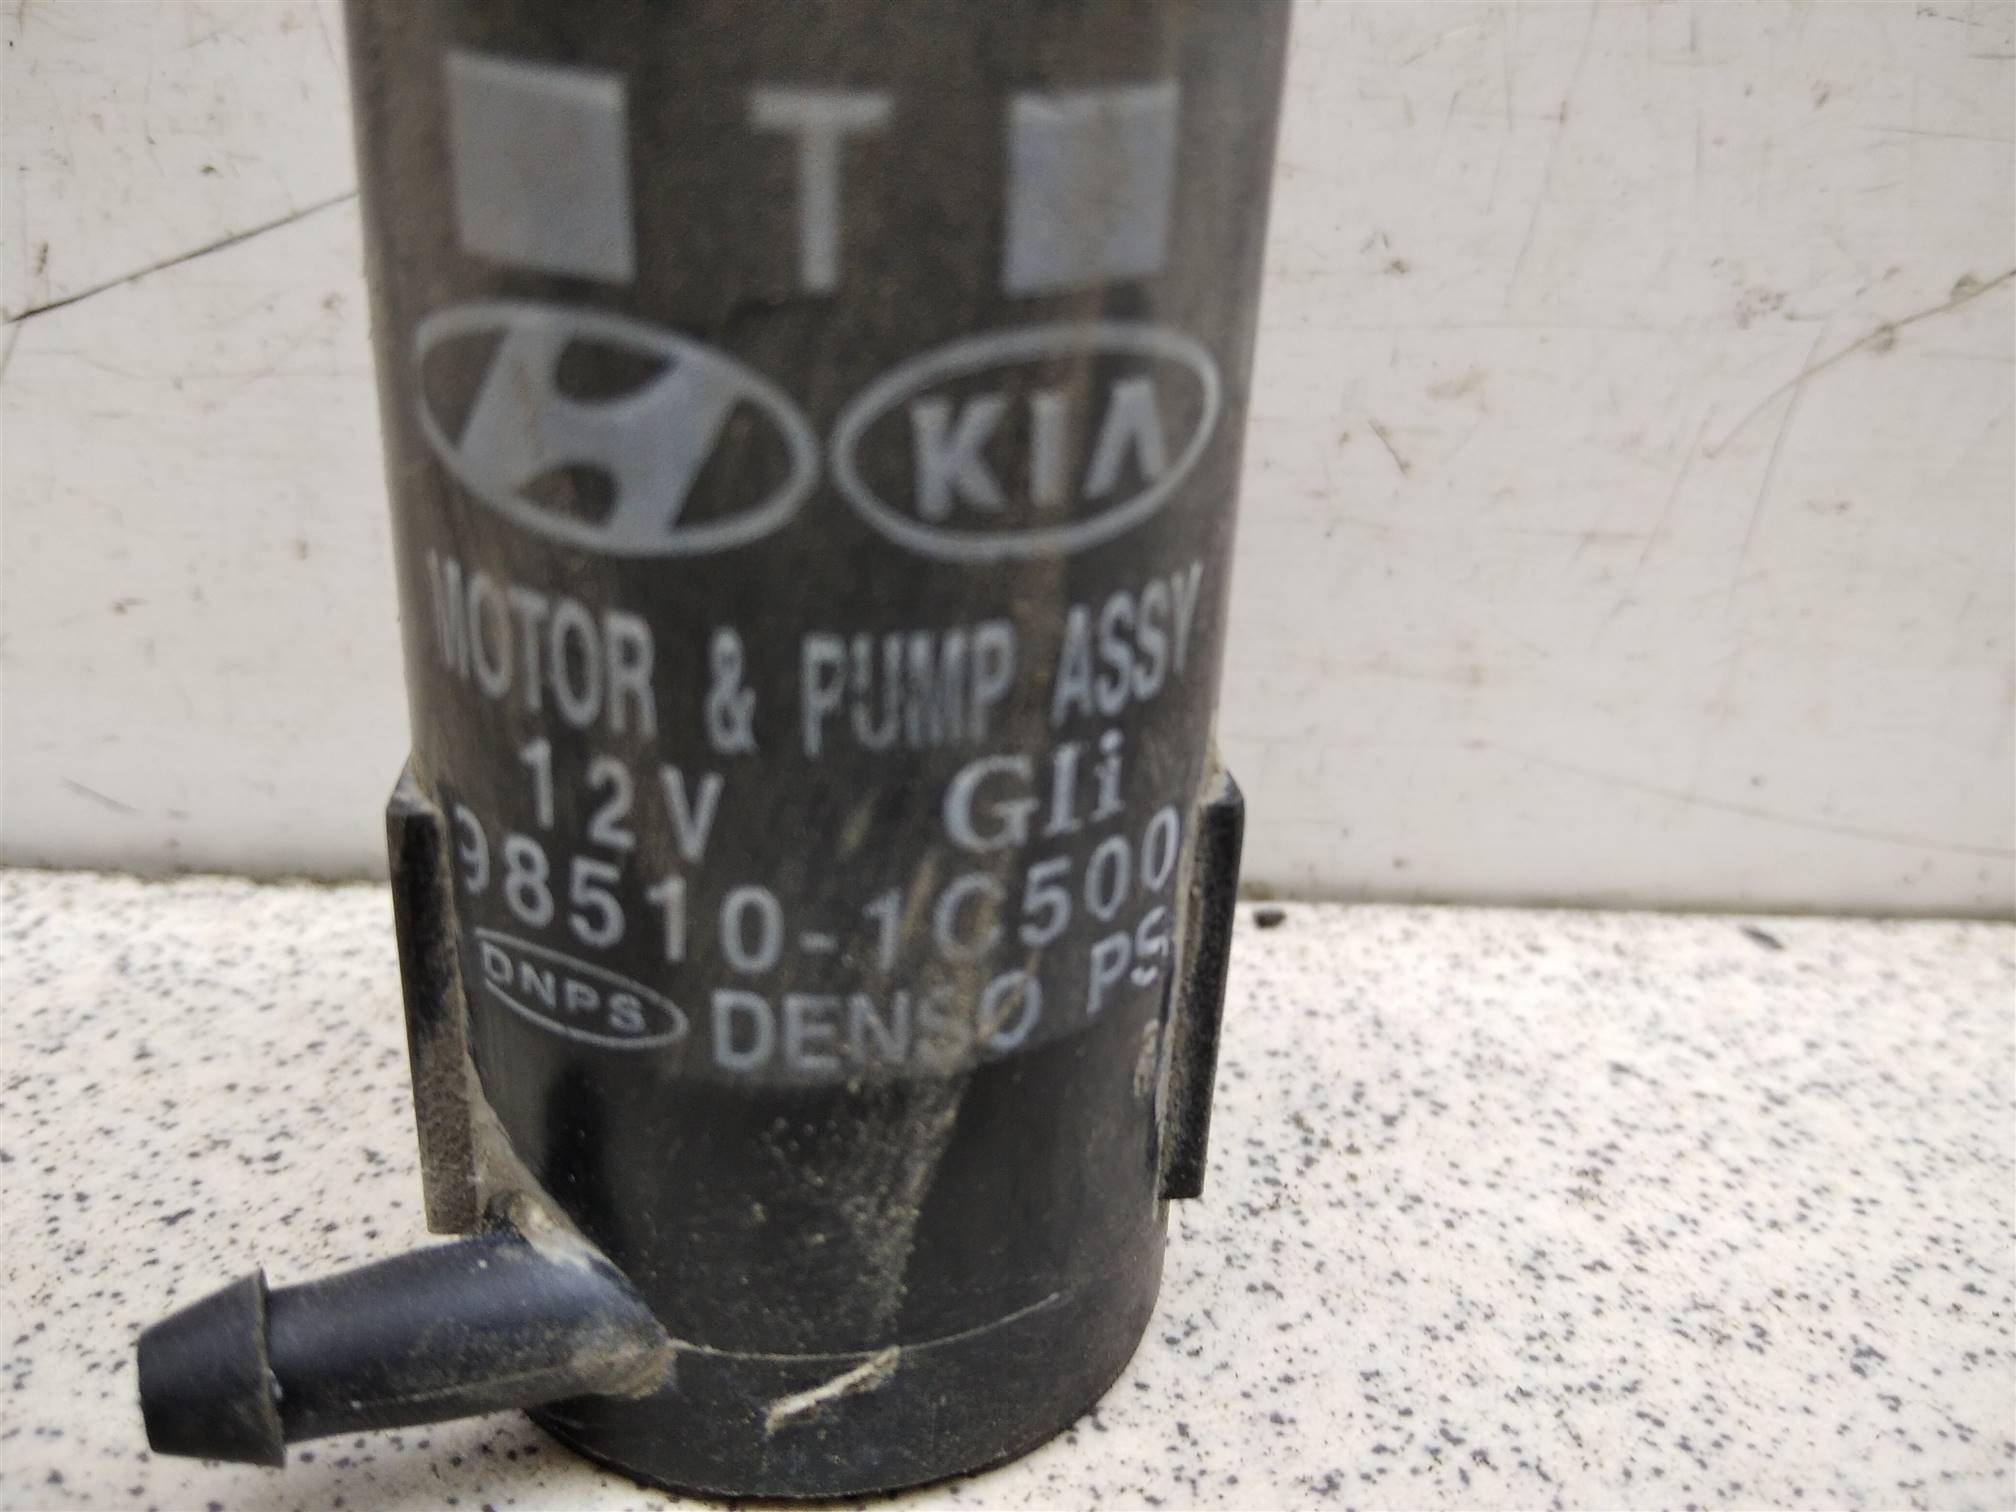 T
KIA
MOTOR & PUMP ASSY
12V GIi
98510-1C500
DNPS DENSO PS